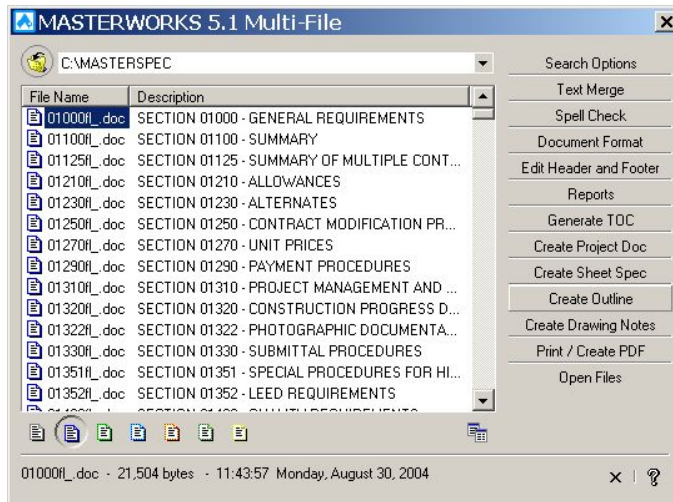 MASTERWORKS 5.1 Multi-File
C:\MASTERSPEC
File Name Description
01000fl_.doc SECTION 01000 - GENERAL REQUIREMENTS
01100fl_.doc SECTION 01100 - SUMMARY
01125fl_.doc SECTION 01125 - SUMMARY OF MULTIPLE CONT...
01210fl_.doc SECTION 01210 - ALLOWANCES
01230fl_.doc SECTION 01230 - ALTERNATES
01250fl_.doc SECTION 01250 - CONTRACT MODIFICATION PR...
01270fl_.doc SECTION 01270 - UNIT PRICES
01290fl_.doc SECTION 01290 - PAYMENT PROCEDURES
01310fl_.doc SECTION 01310 - PROJECT MANAGEMENT AND ...
01320fl_.doc SECTION 01320 - CONSTRUCTION PROGRESS D...
01322fl_.doc SECTION 01322 - PHOTOGRAPHIC DOCUMENTA...
01330fl_.doc SECTION 01330 - SUBMITTAL PROCEDURES
01351fl_.doc SECTION 01351 - SPECIAL PROCEDURES FOR HI...
01352fl_.doc SECTION 01352 - LEED REQUIREMENTS
Search Options
Text Merge
Spell Check
Document Format
Edit Header and Footer
Reports
Generate TOC
Create Project Doc
Create Sheet Spec
Create Outline
Create Drawing Notes
Print / Create PDF
Open Files
01000fl_.doc - 21,504 bytes - 11:43:57 Monday, August 30, 2004